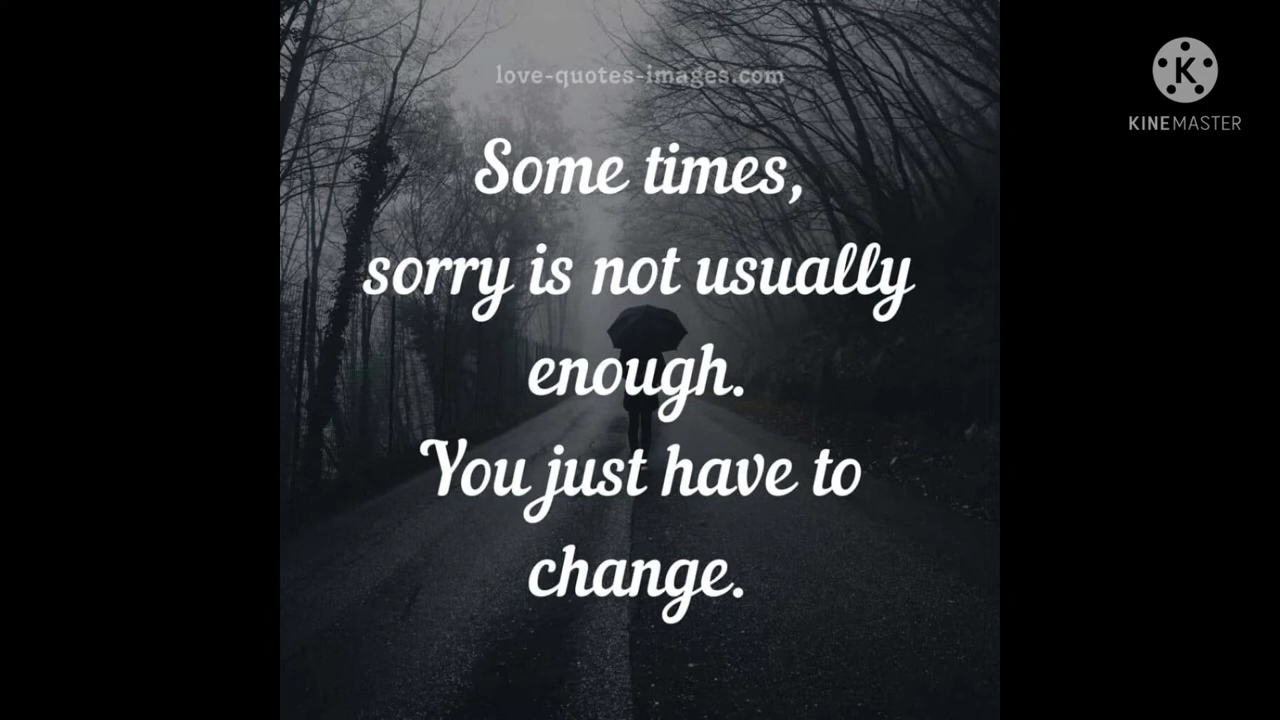 love-quotes-images.com
K
KINEMASTER
Some times,
sorry is not usually
enough.
You just have to
change.